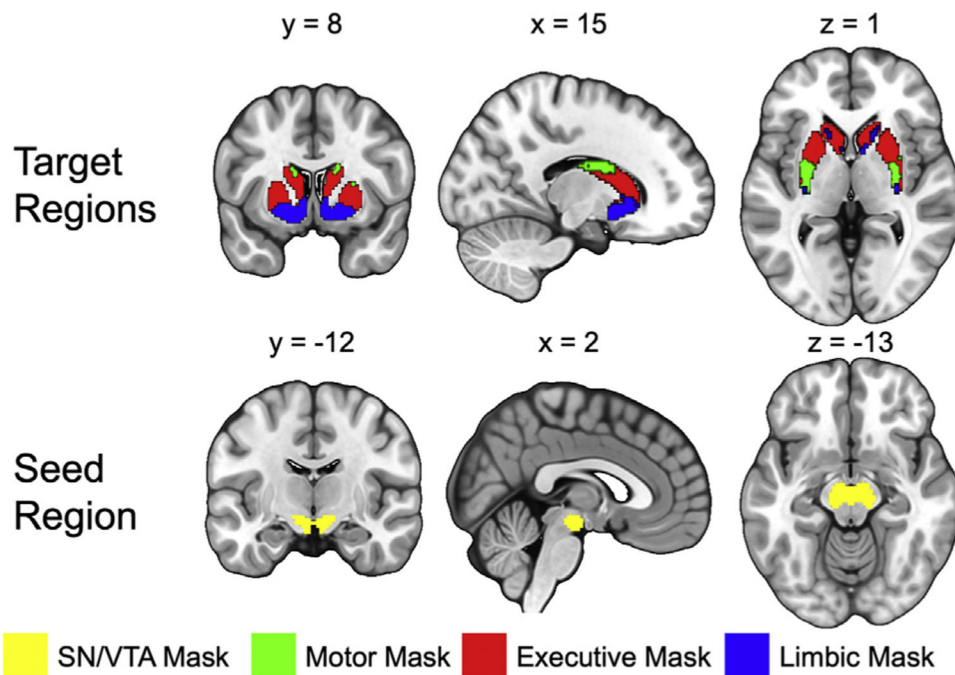 y = 8
x = 15
z = 1
Target
Regions
y = -12
x = 2
z = -13
Seed
Region
SN/VTA Mask
Motor Mask
Executive Mask
Limbic Mask